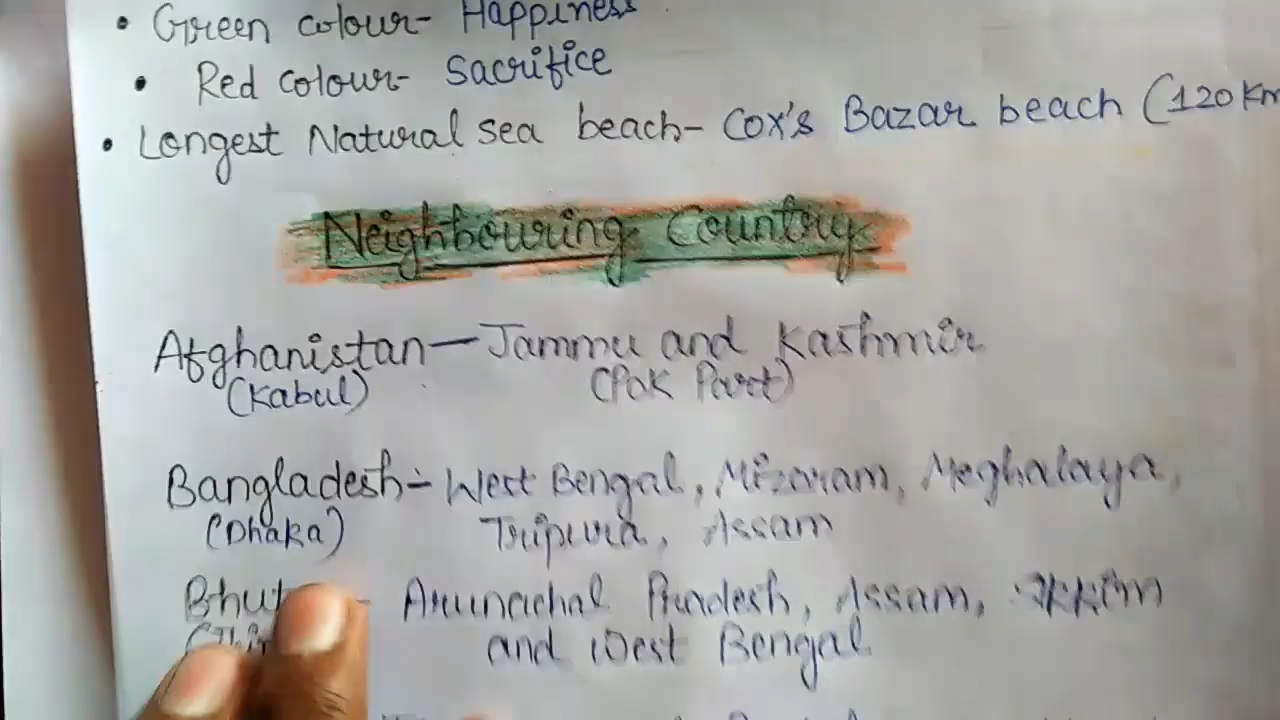 • Green colour- Happiness
• Red colour- Sacrifice
• Longest Natural sea beach- Cox's Bazar beach (120 Km
Neighbouring Country
Afghanistan — Jammu and Kashmir
(Kabul) (PoK Part)
Bangladesh - West Bengal, Mizoram, Meghalaya,
(Dhaka) Tripura, Assam
Bhut - Arunachal Pradesh, Assam,
and West Bengal